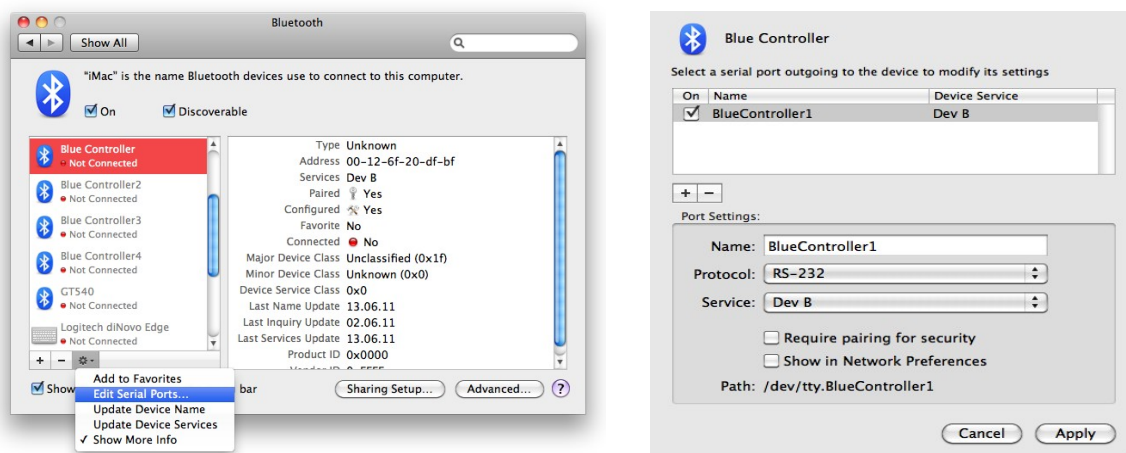 Bluetooth
Show All
"iMac" is the name Bluetooth devices use to connect to this computer.
On
Discoverable
Blue Controller
Not Connected
Blue Controller2
Not Connected
Blue Controller3
Not Connected
Blue Controller4
Not Connected
GT540
Not Connected
Logitech diNovo Edge
Not Connected
+ −
Type Unknown
Address 00-12-6f-20-df-bf
Services Dev B
Paired Yes
Configured Yes
Favorite No
Connected No
Major Device Class Unclassified (0x1f)
Minor Device Class Unknown (0x0)
Device Service Class 0x0
Last Name Update 13.06.11
Last Inquiry Update 02.06.11
Last Services Update 13.06.11
Product ID 0x0000
Show
bar
Sharing Setup...
Advanced...
?
Add to Favorites
Edit Serial Ports...
Update Device Name
Update Device Services
✓ Show More Info
Blue Controller
Select a serial port outgoing to the device to modify its settings
On Name Device Service
BlueController1 Dev B
+ −
Port Settings:
Name: BlueController1
Protocol: RS-232
Service: Dev B
Require pairing for security
Show in Network Preferences
Path: /dev/tty.BlueController1
Cancel
Apply